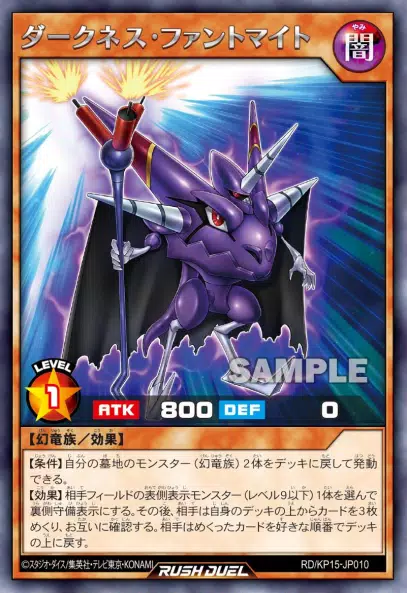 ダークネス・ファントマイト
やみ
闇
SAMPLE
LEVEL
1
ATK 800 DEF 0
【幻竜族／効果】
【条件】自分の墓地のモンスター（幻竜族）2体をデッキに戻して発動
できる。
【効果】相手フィールドの表側表示モンスター（レベル9以下）1体を選んで
裏側守備表示にする。その後、相手は自身のデッキの上からカードを3枚
めくり、お互いに確認する。相手はめくったカードを好きな順番でデッキ
の上に戻す。
©スタジオ・ダイス/集英社・テレビ東京・KONAMI
RUSH DUEL
RD/KP15-JP010